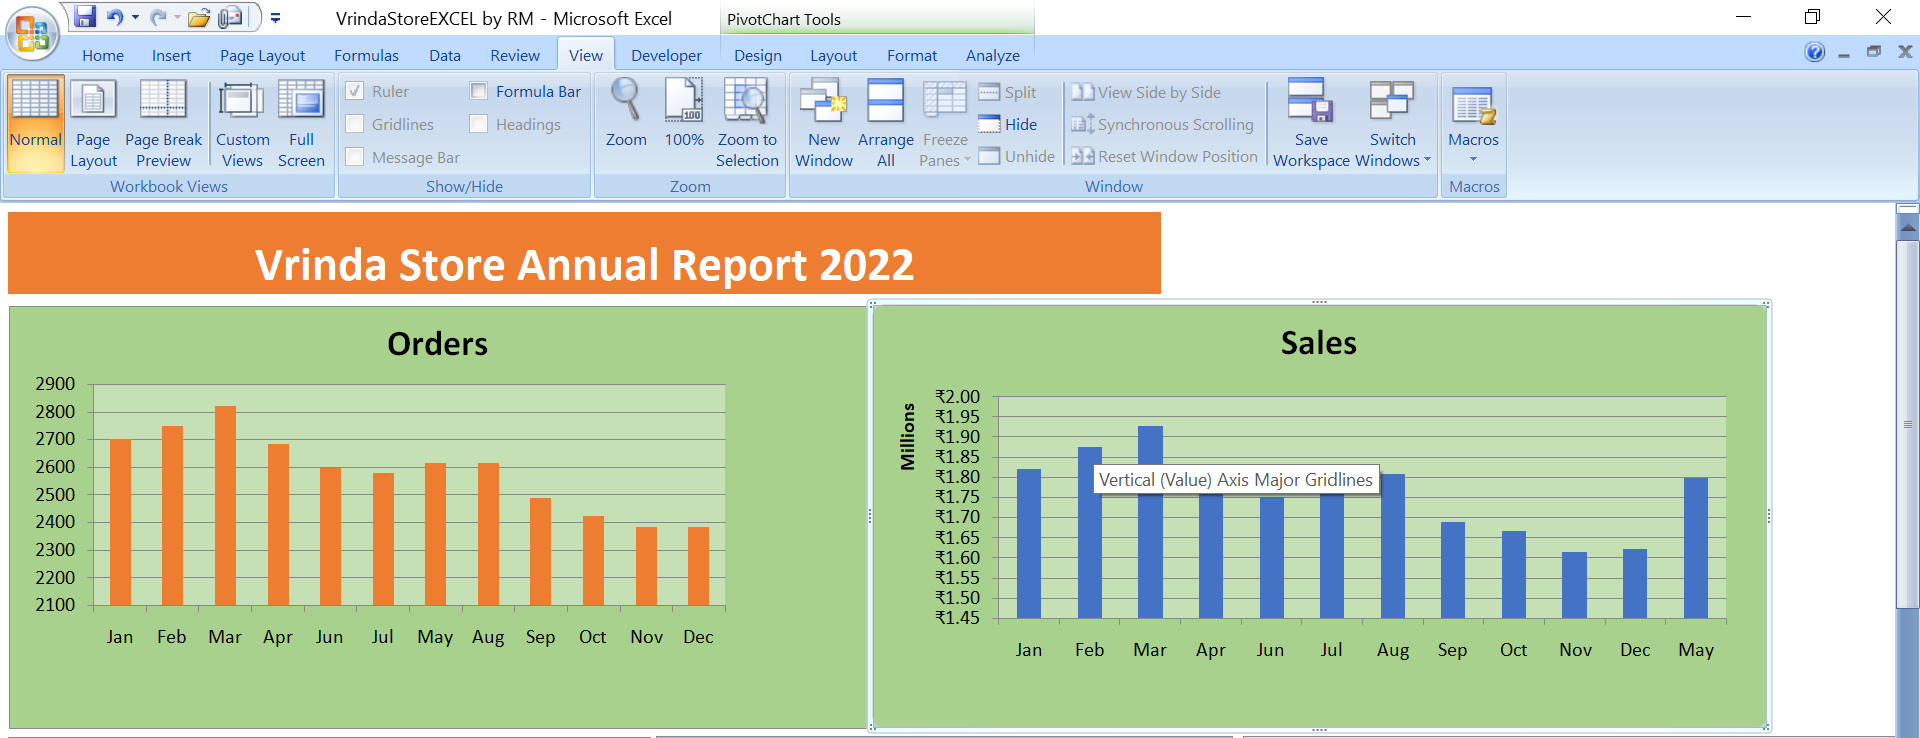 VrindaStoreEXCEL by RM - Microsoft Excel
PivotChart Tools
Home Insert Page Layout Formulas Data Review View Developer Design Layout Format Analyze
Normal
Page Layout
Page Break Preview
Custom Views
Full Screen
Workbook Views
Ruler
Formula Bar
Gridlines
Headings
Message Bar
Show/Hide
Zoom
100%
Zoom to Selection
Zoom
New Window
Arrange All
Freeze Panes
Split
Hide
Unhide
View Side by Side
Synchronous Scrolling
Reset Window Position
Save Workspace
Switch Windows
Window
Macros
Macros
Vrinda Store Annual Report 2022
Orders
2900
2800
2700
2600
2500
2400
2300
2200
2100
Jan Feb Mar Apr Jun Jul May Aug Sep Oct Nov Dec
Sales
Millions
₹2.00
₹1.95
₹1.90
₹1.85
₹1.80
₹1.75
₹1.70
₹1.65
₹1.60
₹1.55
₹1.50
₹1.45
Vertical (Value) Axis Major Gridlines
Jan Feb Mar Apr Jun Jul Aug Sep Oct Nov Dec May